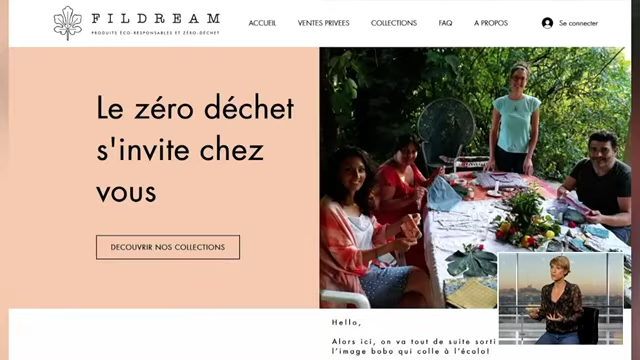 FILDREAM
PRODUITS ÉCO-RESPONSABLES ET ZÉRO-DÉCHET
ACCUEIL VENTES PRIVEES COLLECTIONS FAQ A PROPOS Se connecter
Le zéro déchet
s'invite chez
vous
DECOUVRIR NOS COLLECTIONS
Hello,
Alors ici, on va tout de suite sorti
l'image bobo qui colle à l'écolo!